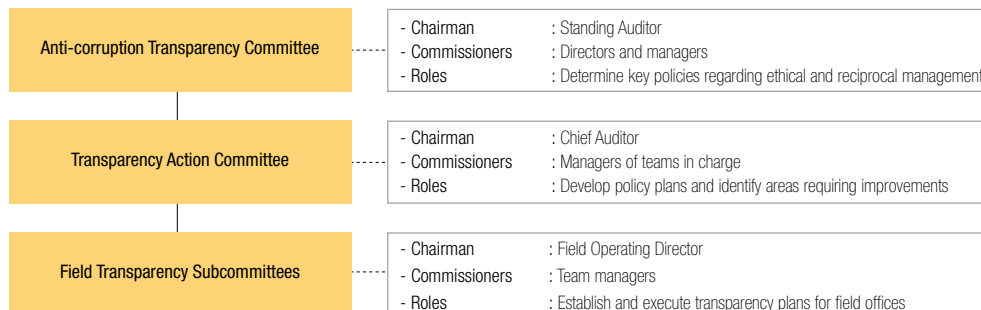 Anti-corruption Transparency Committee
- Chairman : Standing Auditor
- Commissioners : Directors and managers
- Roles : Determine key policies regarding ethical and reciprocal management
Transparency Action Committee
- Chairman : Chief Auditor
- Commissioners : Managers of teams in charge
- Roles : Develop policy plans and identify areas requiring improvements
Field Transparency Subcommittees
- Chairman : Field Operating Director
- Commissioners : Team managers
- Roles : Establish and execute transparency plans for field offices